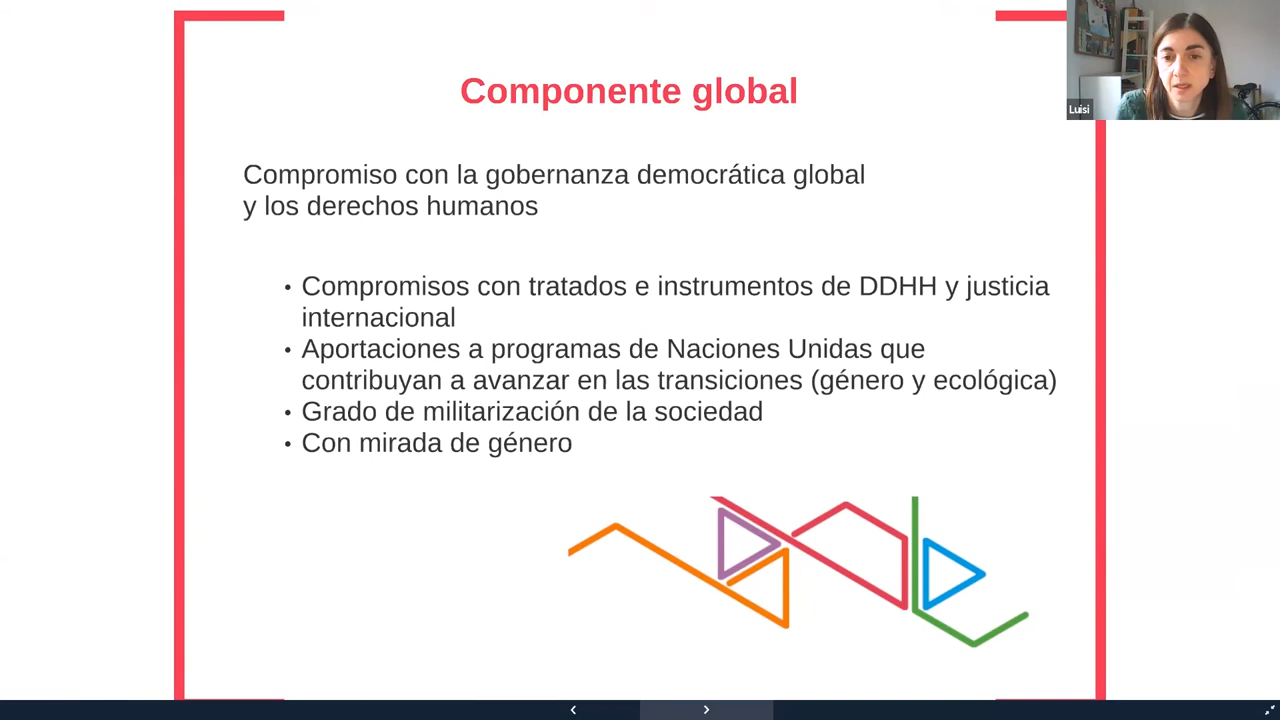 Componente global
Luisi
Compromiso con la gobernanza democrática global
y los derechos humanos
• Compromisos con tratados e instrumentos de DDHH y justicia
internacional
• Aportaciones a programas de Naciones Unidas que
contribuyan a avanzar en las transiciones (género y ecológica)
• Grado de militarización de la sociedad
• Con mirada de género